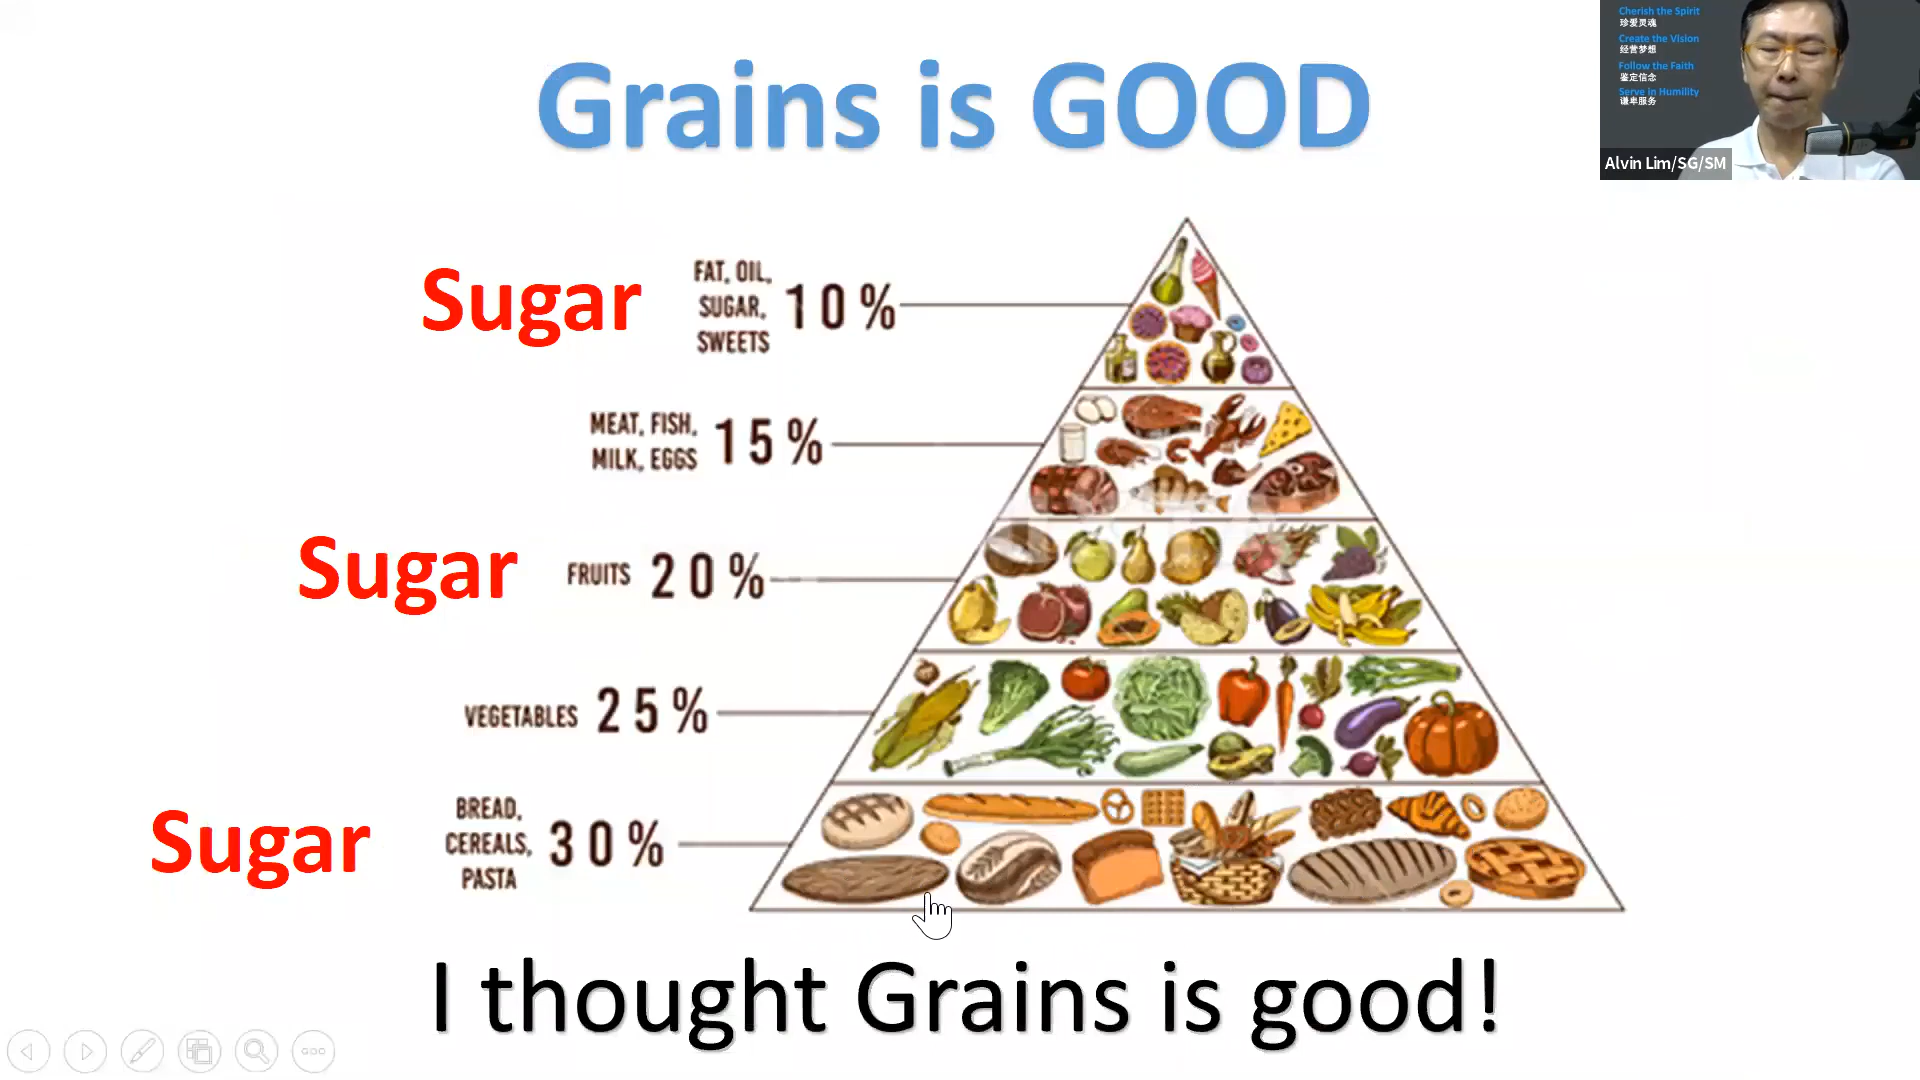 Grains is GOOD
Cherish the Spirit
珍爱灵魂
Create the VIsion
经营梦想
Follow the Faith
鉴定信念
Serve in Humility
谦卑服务
Alvin Lim/SG/SM
Sugar
FAT, OIL,
SUGAR,
SWEETS
10%
MEAT, FISH,
MILK, EGGS
15%
Sugar
FRUITS
20%
VEGETABLES
25%
Sugar
BREAD,
CEREALS,
PASTA
30%
I thought Grains is good!